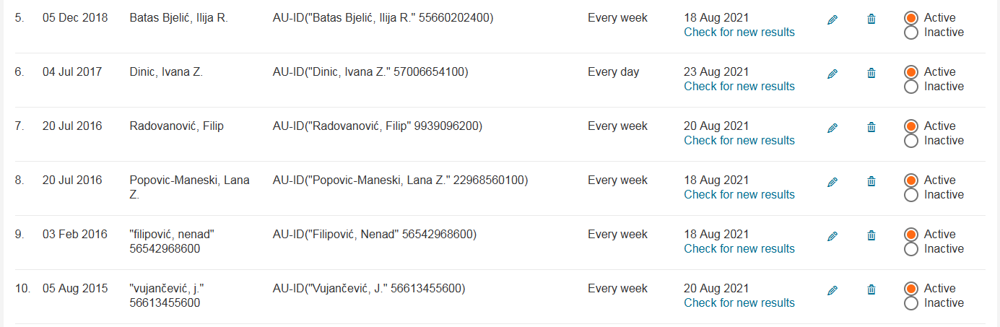 5. 05 Dec 2018 Batas Bjelić, Ilija R. AU-ID("Batas Bjelić, Ilija R." 55660202400) Every week 18 Aug 2021 Active
Check for new results Inactive
6. 04 Jul 2017 Dinic, Ivana Z. AU-ID("Dinic, Ivana Z." 57006654100) Every day 23 Aug 2021 Active
Check for new results Inactive
7. 20 Jul 2016 Radovanović, Filip AU-ID("Radovanović, Filip" 9939096200) Every week 20 Aug 2021 Active
Check for new results Inactive
8. 20 Jul 2016 Popovic-Maneski, Lana AU-ID("Popovic-Maneski, Lana Z." 22968560100) Every week 18 Aug 2021 Active
Z. Check for new results Inactive
9. 03 Feb 2016 "filipović, nenad" AU-ID("Filipović, Nenad" 56542968600) Every week 18 Aug 2021 Active
56542968600 Check for new results Inactive
10. 05 Aug 2015 "vujančević, j." AU-ID("Vujančević, J." 56613455600) Every week 20 Aug 2021 Active
56613455600 Check for new results Inactive